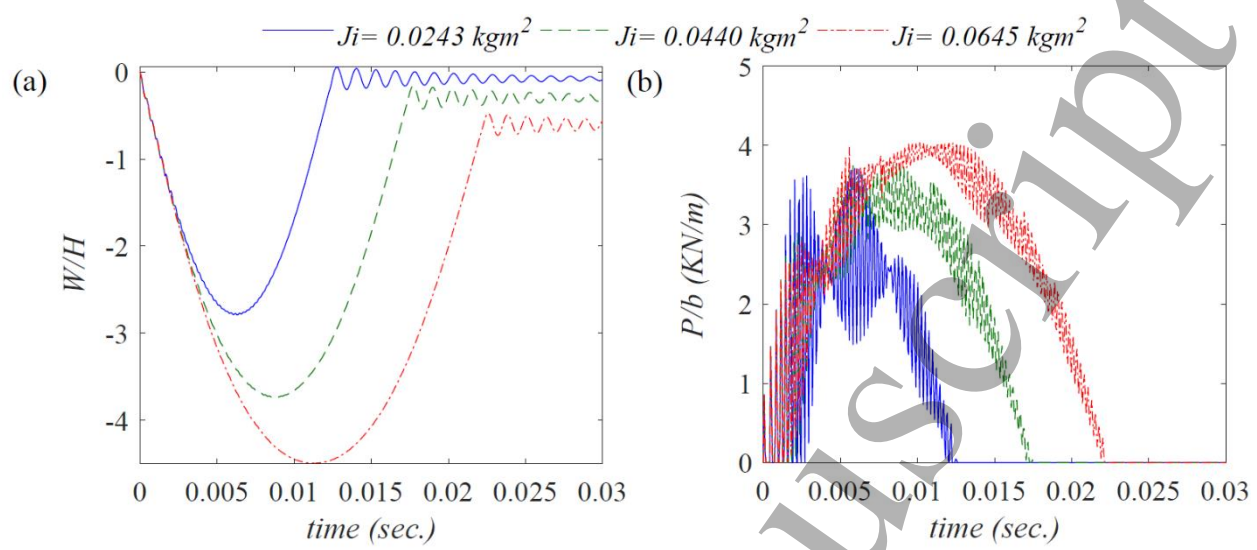 Ji= 0.0243 kgm² Ji= 0.0440 kgm² Ji= 0.0645 kgm²
(a)
0
-1
-2
-3
-4
W/H
0 0.005 0.01 0.015 0.02 0.025 0.03
time (sec.)
(b)
5
4
3
2
1
0
P/b (KN/m)
0 0.005 0.01 0.015 0.02 0.025 0.03
time (sec.)
uscript